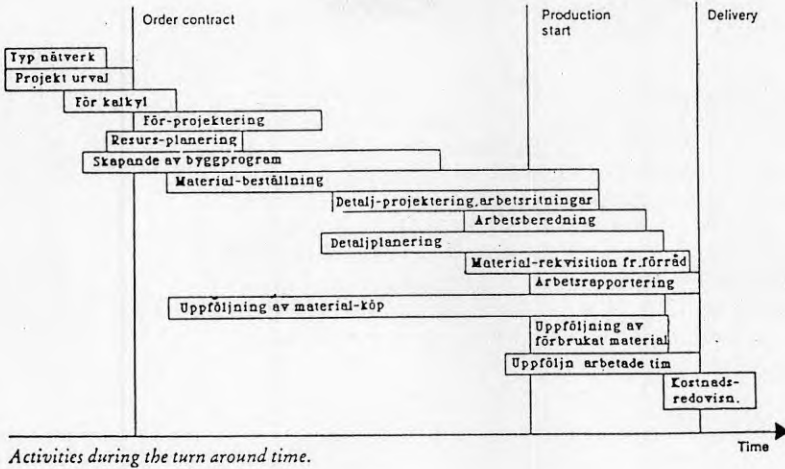 Order contract
Production
start
Delivery
Typ nätverk
Projekt urval
För kalkyl
För-projektering
Resurs-planering
Skapande av byggprogram
Material-beställning
Detalj-projektering,arbetsritningar
Arbetsberedning
Detaljplanering
Material-rekvisition fr.förråd
Arbetsrapportering
Uppföljning av material-köp
Uppföljning av
förbrukat material
Uppföljn arbetade tim
Kostnads-
redovisn.
Time
Activities during the turn around time.